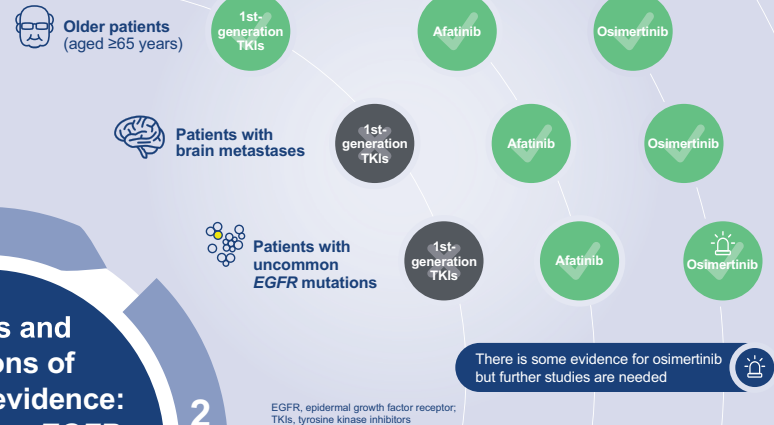 Older patients
(aged ≥65 years)
1st-
generation
TKIs
Afatinib
Osimertinib
Patients with
brain metastases
1st-
generation
TKIs
Afatinib
Osimertinib
Patients with
uncommon
EGFR mutations
1st-
generation
TKIs
Afatinib
Osimertinib
There is some evidence for osimertinib
but further studies are needed
s and
ons of
evidence:
2
EGFR, epidermal growth factor receptor;
TKIs, tyrosine kinase inhibitors